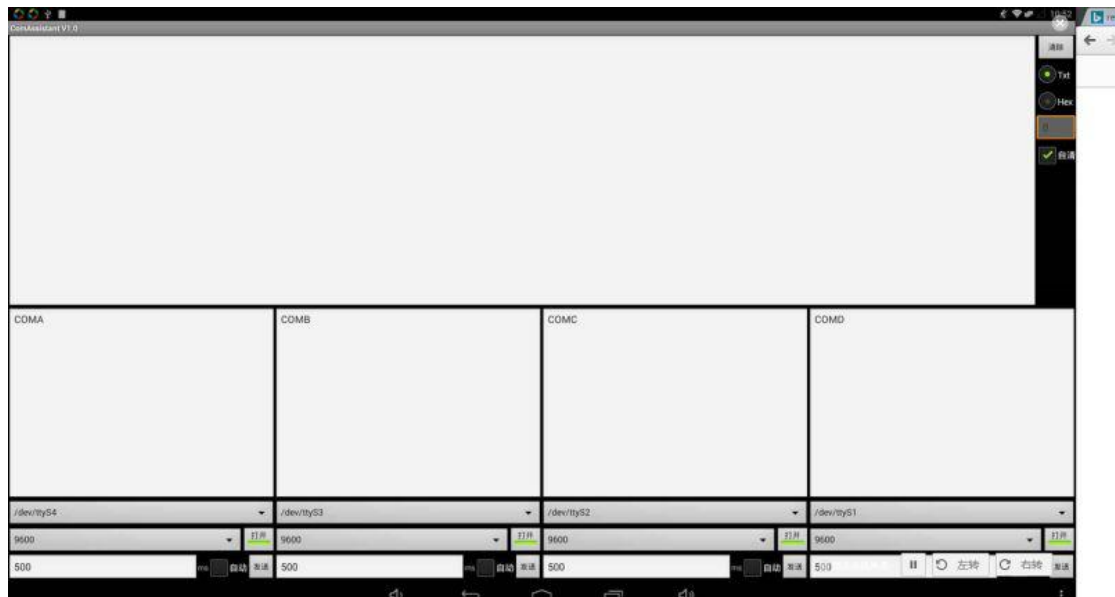 10:52
ComAssistant V1.0
清除
Txt
Hex
0
自清
COMA
COMB
COMC
COMD
/dev/ttyS4
/dev/ttyS3
/dev/ttyS2
/dev/ttyS1
9600
打开
9600
打开
9600
打开
9600
打开
500
ms
自动
发送
500
ms
自动
发送
500
ms
自动
发送
500
左转
右转
发送